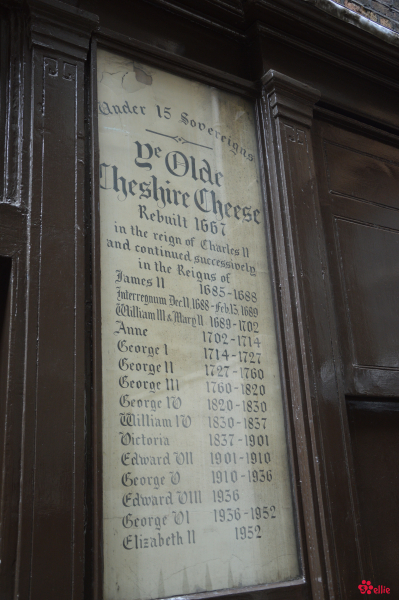 Under 15 Sovereigns
Ye Olde
Cheshire Cheese
Rebuilt 1667
in the reign of Charles II
and continued successively
in the Reigns of
James II 1685-1688
Interregnum Dec 11, 1688 - Feb 13, 1689
William III & Mary II 1689-1702
Anne 1702-1714
George I 1714-1727
George II 1727-1760
George III 1760-1820
George IV 1820-1830
William IV 1830-1837
Victoria 1837-1901
Edward VII 1901-1910
George V 1910-1936
Edward VIII 1936
George VI 1936-1952
Elizabeth II 1952
ellie